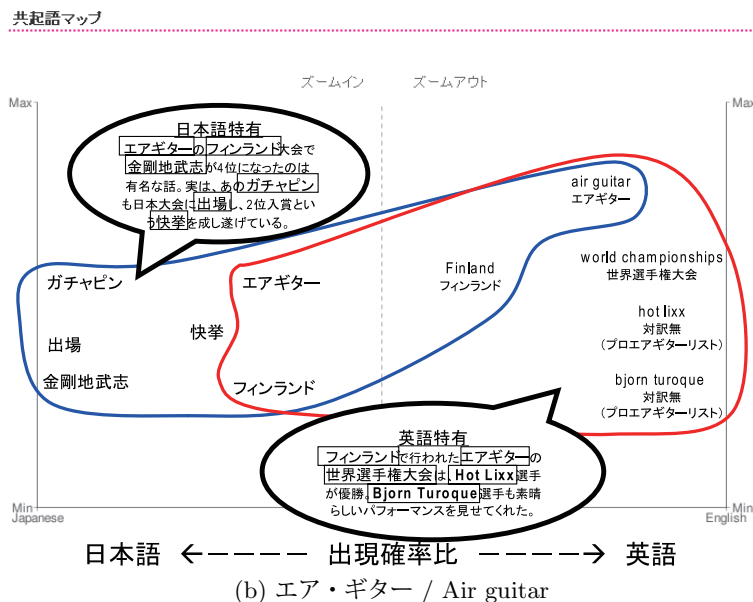 共起語マップ
ズームイン
ズームアウト
Max
Max
日本語特有
エアギターのフィンランド大会で
金剛地武志が4位になったのは
有名な話。実は、あのガチャピン
も日本大会に出場し、2位入賞とい
う快挙を成し遂げている。
air guitar
エアギター
world championships
世界選手権大会
Finland
フィンランド
ガチャピン
エアギター
hot lixx
対訳無
(プロエアギターリスト)
快挙
出場
金剛地武志
フィンランド
bjorn turoque
対訳無
(プロエアギターリスト)
英語特有
フィンランドで行われたエアギターの
世界選手権大会は、Hot Lixx選手
が優勝。Bjorn Turoque選手も素晴
らしいパフォーマンスを見せてくれた。
Min
Japanese
Min
English
日本語 ←−−−−− 出現確率比 −−−−−→ 英語
(b) エア・ギター / Air guitar